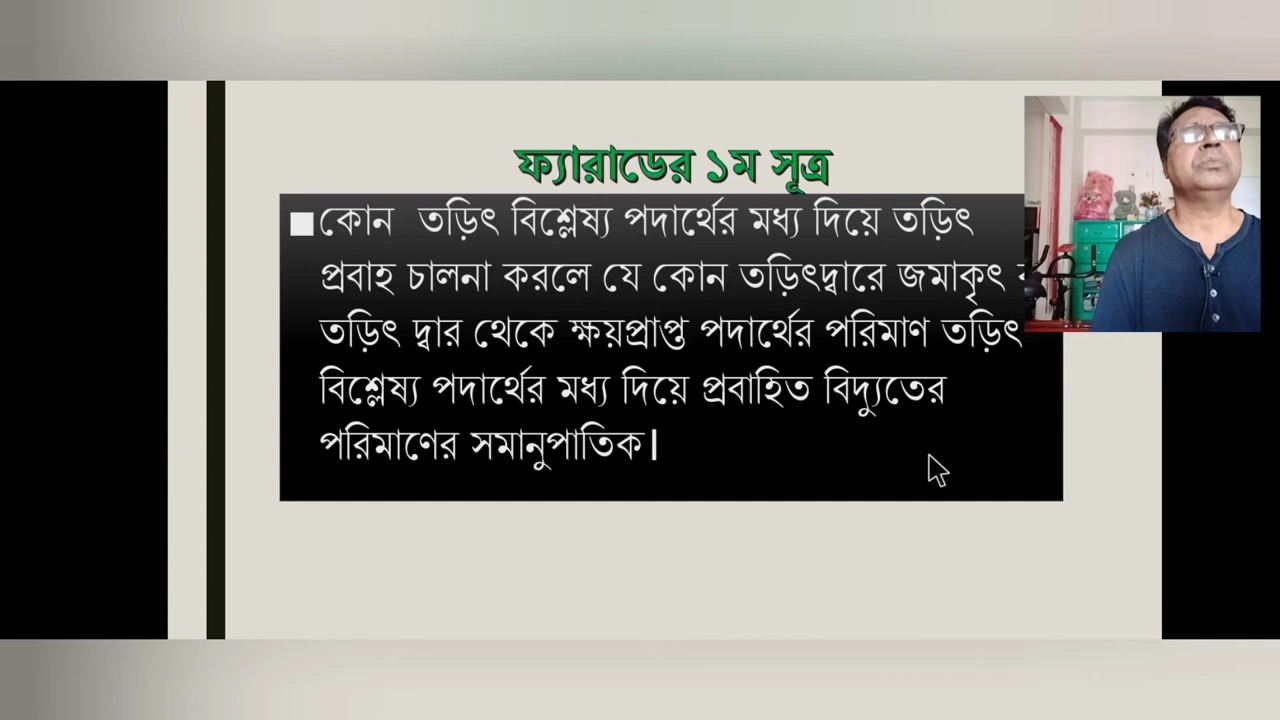 ফ্যারাডের ১ম সূত্র
কোন তড়িৎ বিশ্লেষ্য পদার্থের মধ্য দিয়ে তড়িৎ
প্রবাহ চালনা করলে যে কোন তড়িৎদ্বারে জমাকৃৎ
তড়িৎ দ্বার থেকে ক্ষয়প্রাপ্ত পদার্থের পরিমাণ তড়িৎ
বিশ্লেষ্য পদার্থের মধ্য দিয়ে প্রবাহিত বিদ্যুতের
পরিমাণের সমানুপাতিক।